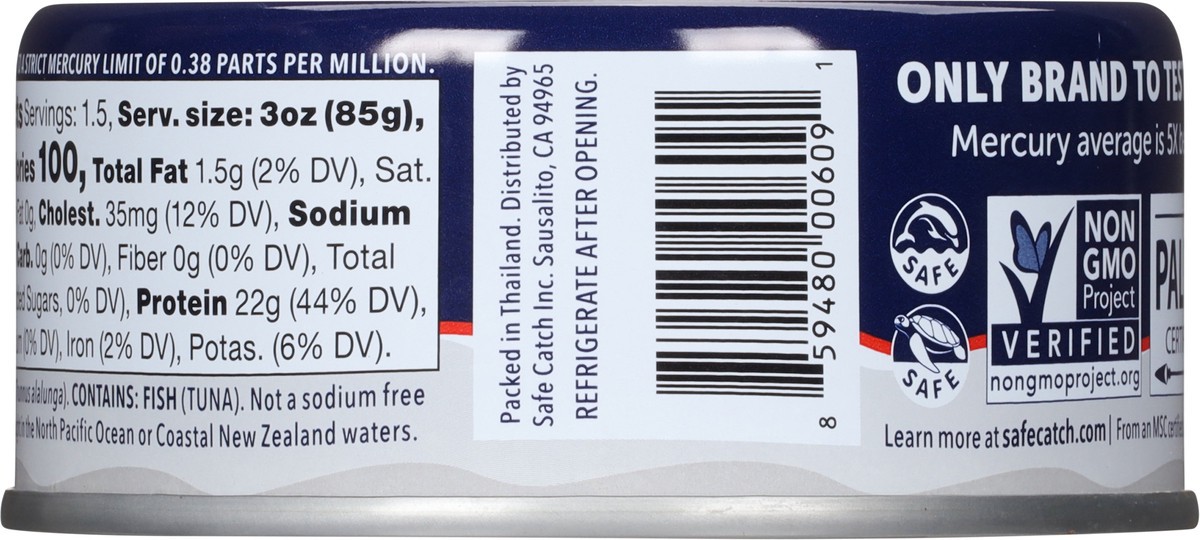 STRICT MERCURY LIMIT OF 0.38 PARTS PER MILLION.
Servings: 1.5, Serv. size: 3oz (85g),
100, Total Fat 1.5g (2% DV), Sat.
Fat 0g, Cholest. 35mg (12% DV), Sodium
Carb. 0g (0% DV), Fiber 0g (0% DV), Total
Sugars, 0% DV), Protein 22g (44% DV),
(0% DV), Iron (2% DV), Potas. (6% DV).
alalunga). CONTAINS: FISH (TUNA). Not a sodium free
in the North Pacific Ocean or Coastal New Zealand waters.
Packed in Thailand. Distributed by
Safe Catch Inc. Sausalito, CA 94965
REFRIGERATE AFTER OPENING.
8 59480 00609 1
ONLY BRAND TO
Mercury average is 5X
SAFE
SAFE
NON
GMO
Project
VERIFIED
nongmoproject.org
Learn more at safecatch.com | From an MSC